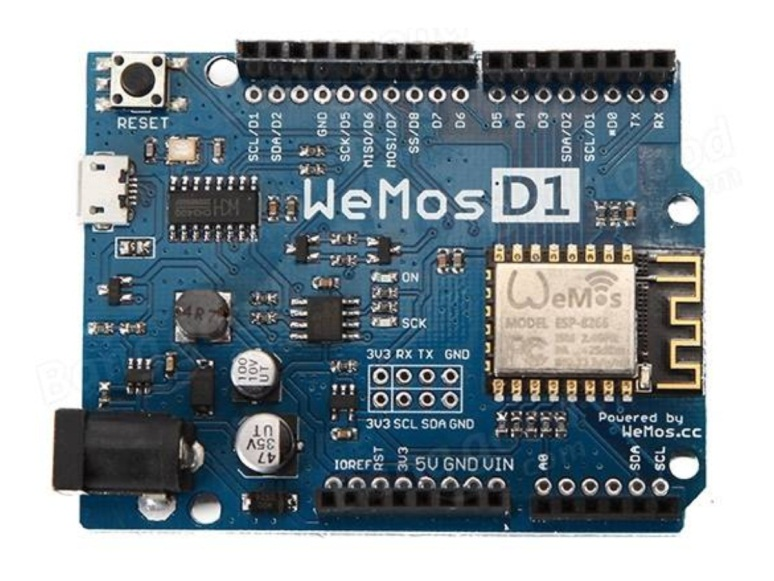 RESET
SCL/D1
SDA/D2
GND
SCK/D5
MISO/D6
MOSI/D7
SS/D8
D7
D6
D5
D4
D3
SDA/D2
SCL/D1
*D0
TX
RX
WeMos D1
ON
SCK
4R7
100
10V
UT
47
35V
UT
3V3 RX TX GND
3V3 SCL SDA GND
WeMos
MODEL ESP-8266
FC
Powered by
WeMos.cc
IOREF RST 3V3 5V GND VIN
A0
SDA
SCL